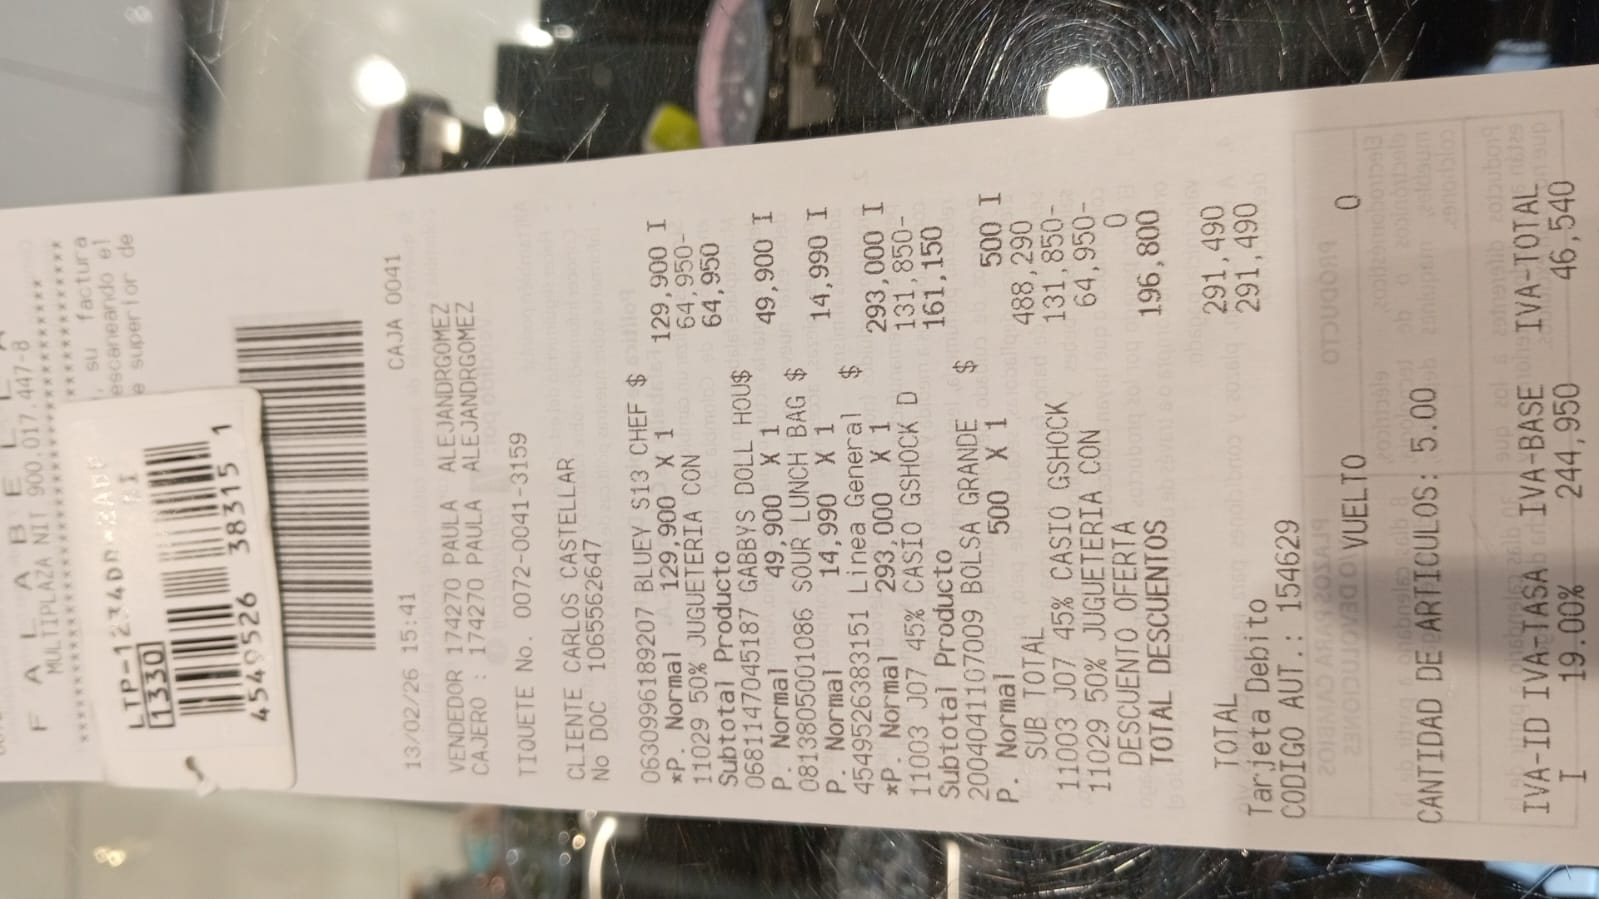 F A L A B E L L A
MULTIPLAZA NIT 900.017.447-8
****************************************
su factura
escaneando el
e superior de
LTP-1234DR-2ADF
1330
4549526 38315 1
13/02/26 15:41 CAJA 0041
VENDEDOR 174270 PAULA ALEJANDRGOMEZ
CAJERO : 174270 PAULA ALEJANDRGOMEZ
TIQUETE No. 0072-0041-3159
CLIENTE CARLOS CASTELLAR
No DOC 1065562647
0630996189207 BLUEY S13 CHEF $ 129,900 I
*P. Normal 129,900 X 1 64,950-
11029 50% JUGUETERIA CON 64,950
Subtotal Producto
0681147045187 GABBYS DOLL HOU$ 49,900 I
P. Normal 49,900 X 1
0813805001086 SOUR LUNCH BAG $ 14,990 I
P. Normal 14,990 X 1
4549526383151 Linea General $ 293,000 I
*P. Normal 293,000 X 1 131,850-
11003 J07 45% CASIO GSHOCK D 161,150
Subtotal Producto
2004041107009 BOLSA GRANDE $ 500 I
P. Normal 500 X 1
SUB TOTAL 488,290
11003 J07 45% CASIO GSHOCK 131,850-
11029 50% JUGUETERIA CON 64,950-
DESCUENTO OFERTA 0
TOTAL DESCUENTOS 196,800
TOTAL 291,490
Tarjeta Debito 291,490
CODIGO AUT.: 154629
VUELTO 0
CANTIDAD DE ARTICULOS: 5.00
IVA-ID IVA-TASA IVA-BASE IVA-TOTAL
I 19.00% 244,950 46,540